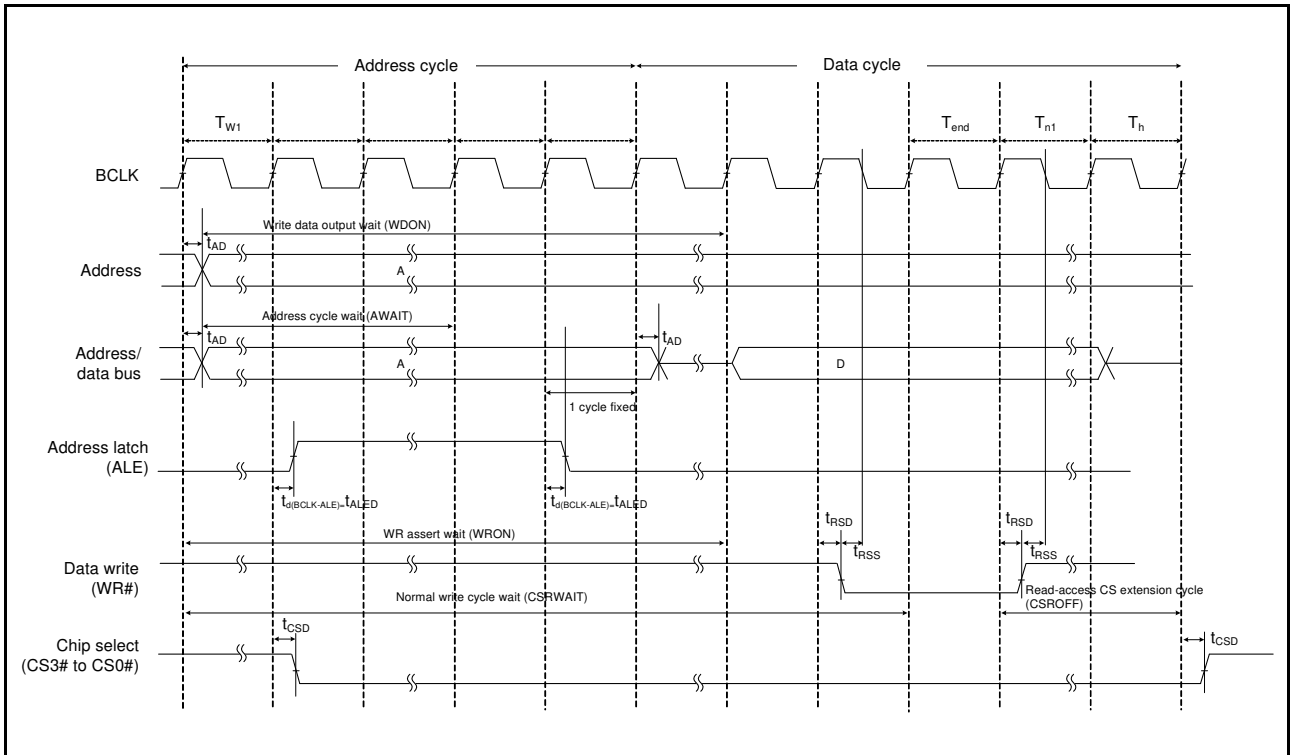 Address cycle
Data cycle
TW1
Tend
Tn1
Th
BCLK
Write data output wait (WDON)
tAD
Address
A
Address cycle wait (AWAIT)
tAD
tAD
Address/
data bus
A
D
1 cycle fixed
Address latch
(ALE)
td(BCLK-ALE)=tALED
td(BCLK-ALE)=tALED
WR assert wait (WRON)
tRSD
tRSS
tRSD
tRSS
Data write
(WR#)
Normal write cycle wait (CSRWAIT)
Read-access CS extension cycle
(CSROFF)
tCSD
tCSD
Chip select
(CS3# to CS0#)